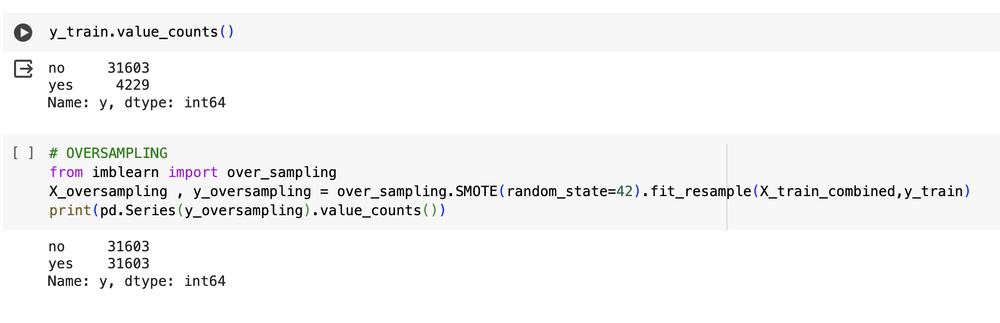 y_train.value_counts()
no     31603
yes     4229
Name: y, dtype: int64
[ ] # OVERSAMPLING
from imblearn import over_sampling
X_oversampling , y_oversampling = over_sampling.SMOTE(random_state=42).fit_resample(X_train_combined,y_train)
print(pd.Series(y_oversampling).value_counts())
no     31603
yes    31603
Name: y, dtype: int64